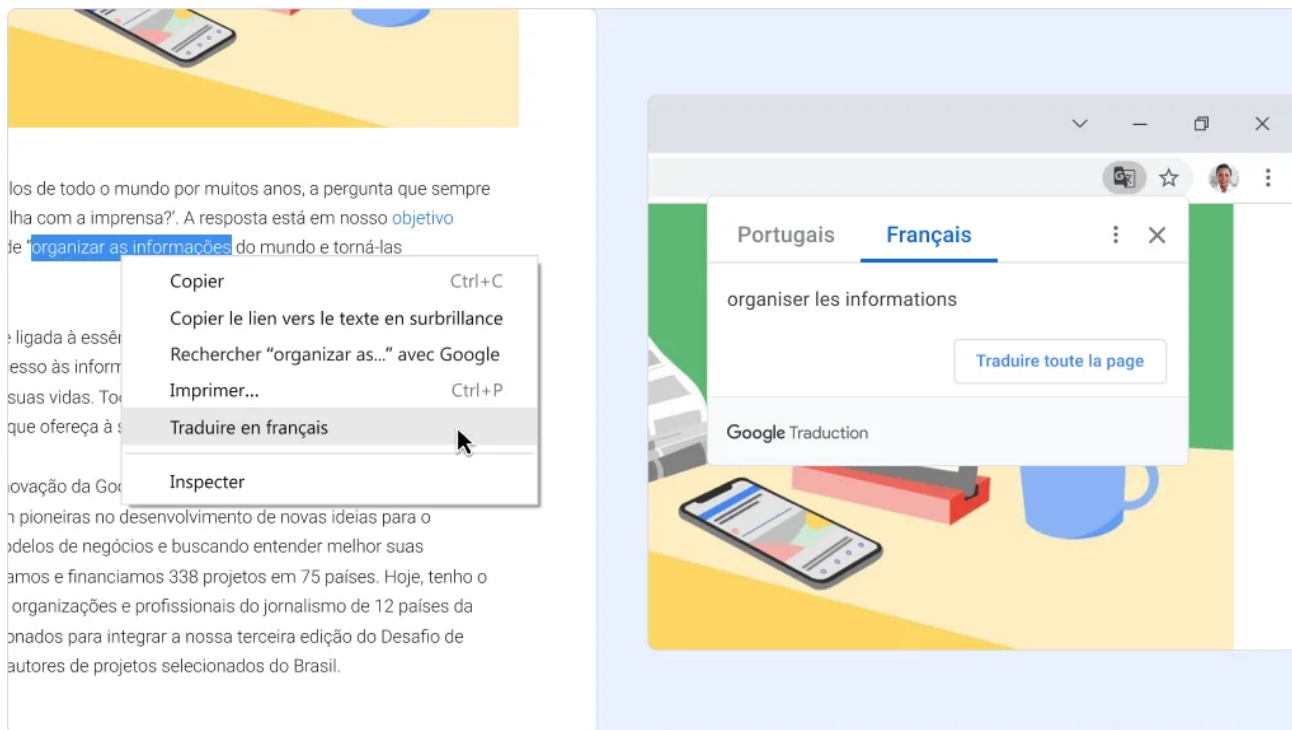 los de todo o mundo por muitos anos, a pergunta que sempre
lha com a imprensa?’. A resposta está em nosso objetivo
de “organizar as informações do mundo e torná-las
ligada à
esso às
suas vidas.
que ofereça à
Copier Ctrl+C
Copier le lien vers le texte en surbrillance
Rechercher “organizar as...” avec Google
Imprimer... Ctrl+P
Traduire en français
Inspecter
ovação da
pioneiras no desenvolvimento de novas ideias para o
odelos de negócios e buscando entender melhor suas
amos e financiamos 338 projetos em 75 países. Hoje, tenho o
organizações e profissionais do jornalismo de 12 países da
onados para integrar a nossa terceira edição do Desafio de
autores de projetos selecionados do Brasil.
Portugais Français
organiser les informations
Traduire toute la page
Google Traduction